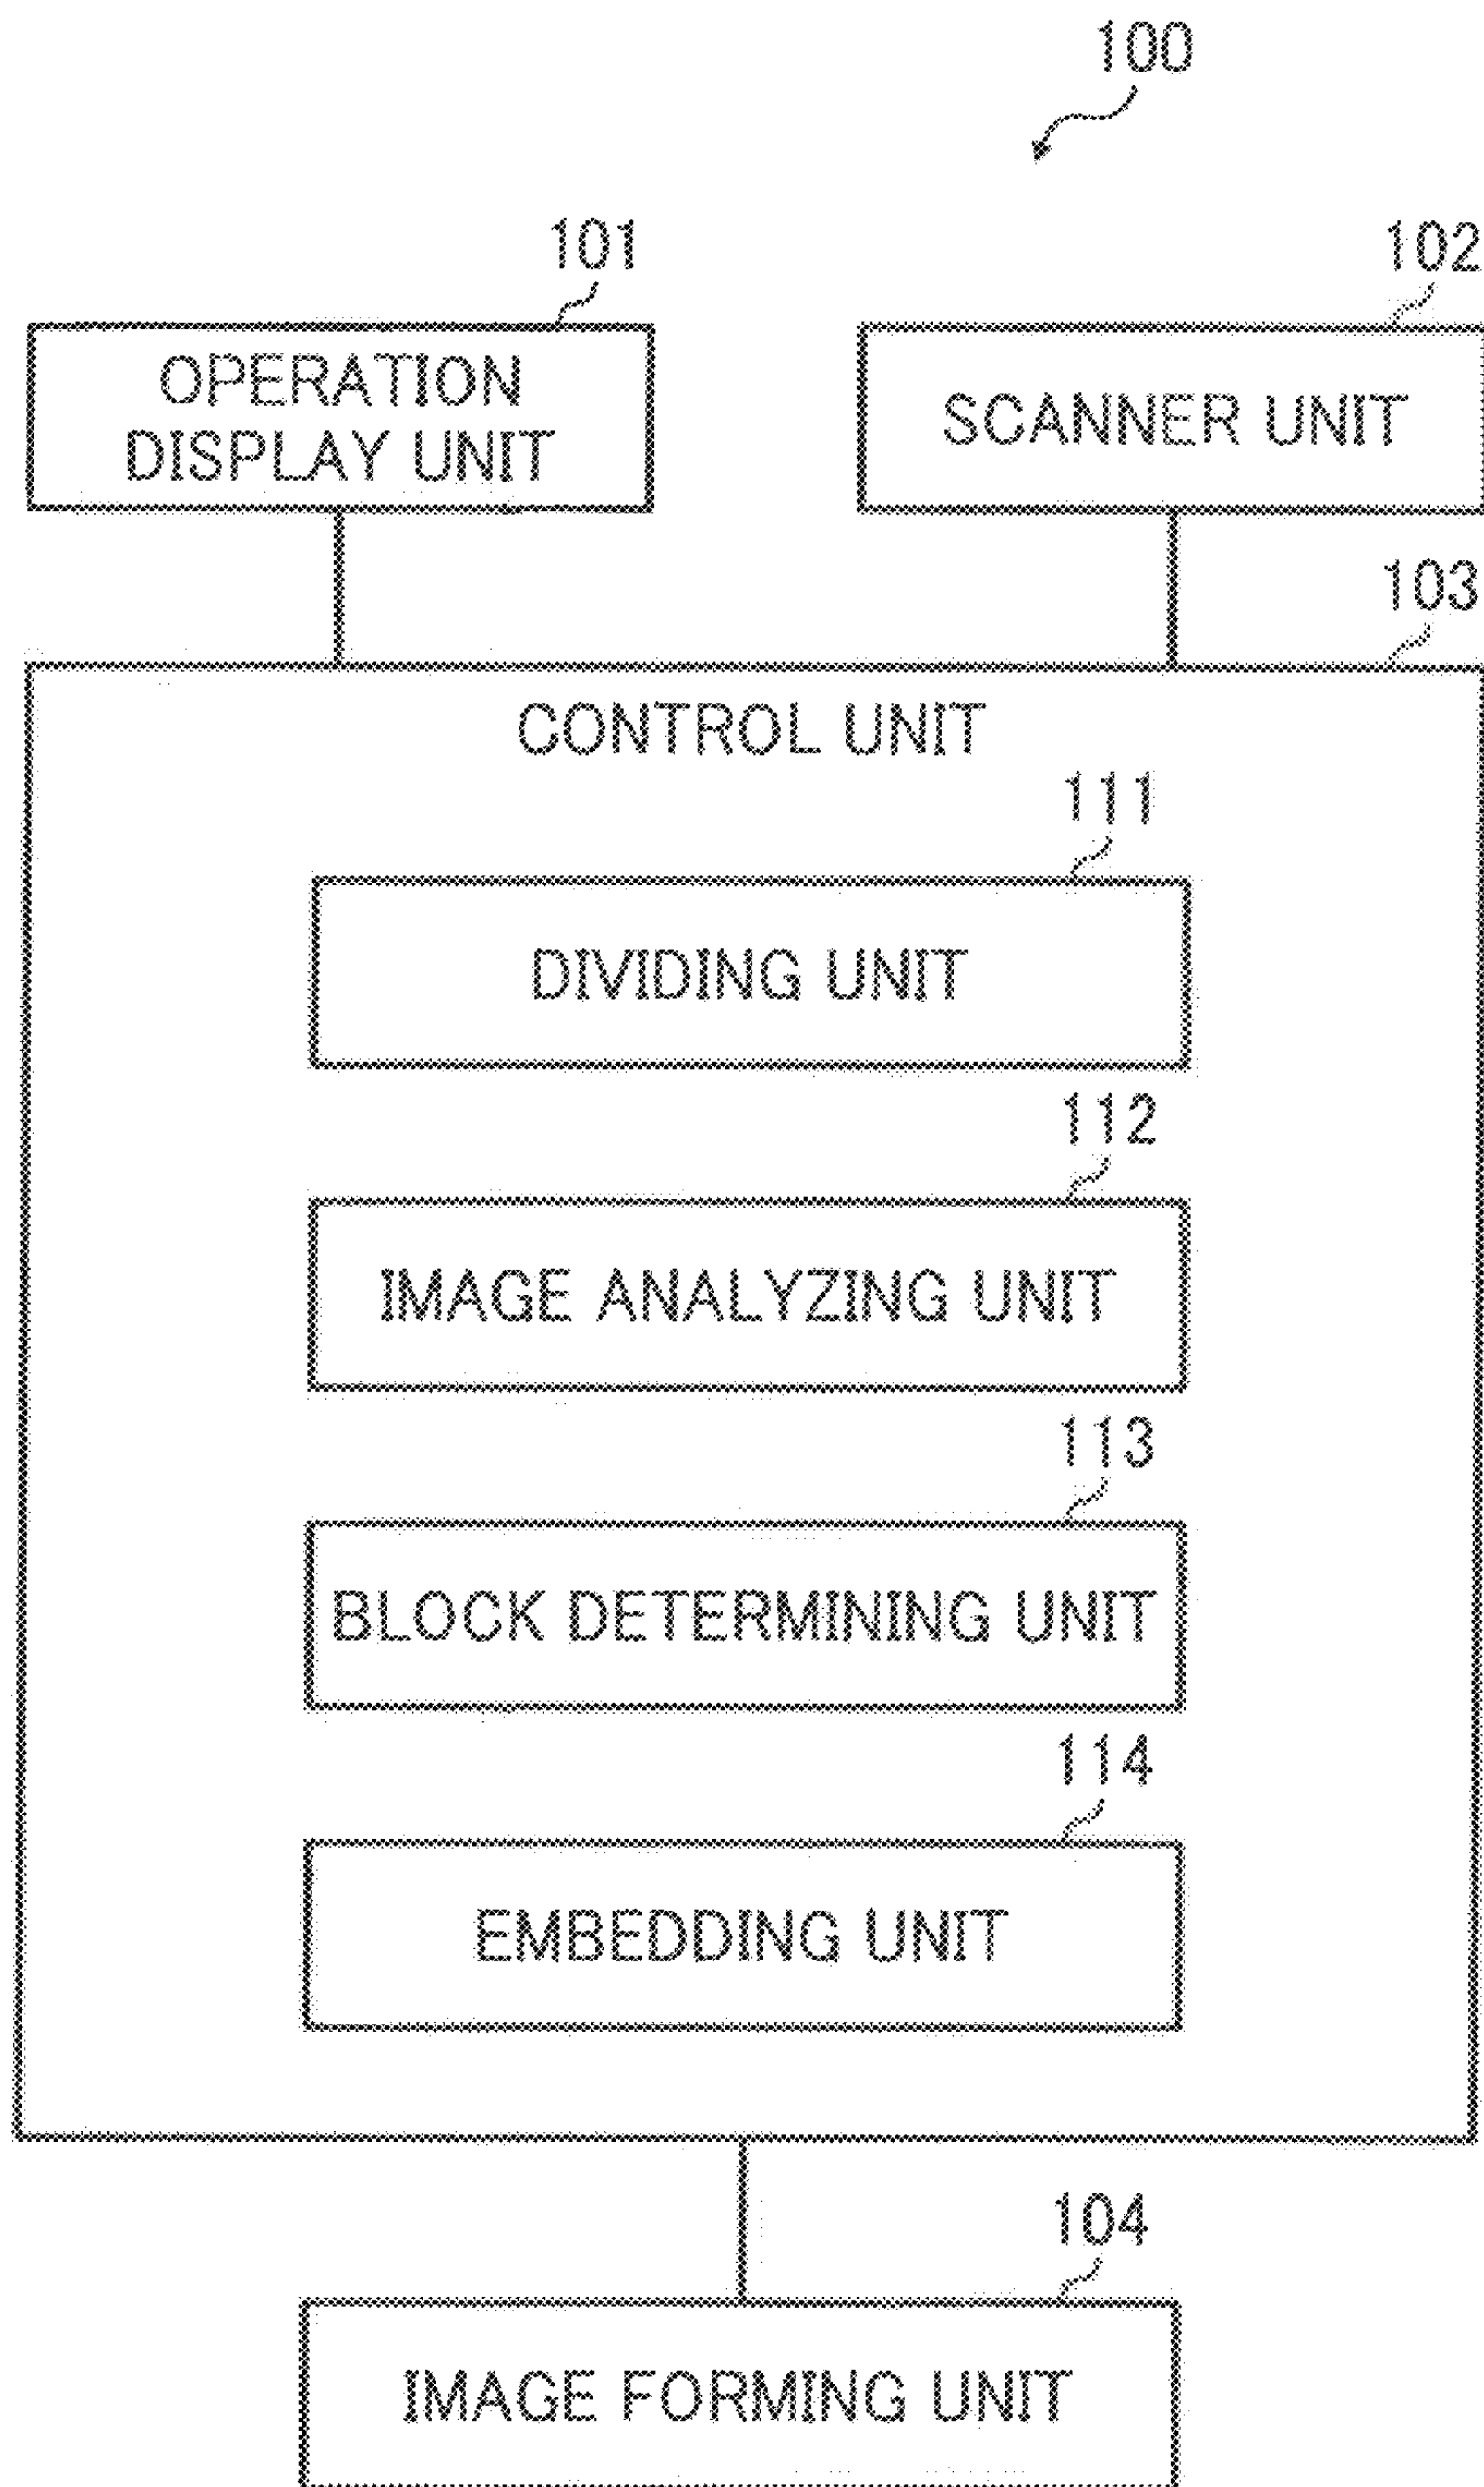 100
101
102
OPERATION
DISPLAY UNIT
SCANNER UNIT
103
CONTROL UNIT
111
DIVIDING UNIT
112
IMAGE ANALYZING UNIT
113
BLOCK DETERMINING UNIT
114
EMBEDDING UNIT
104
IMAGE FORMING UNIT